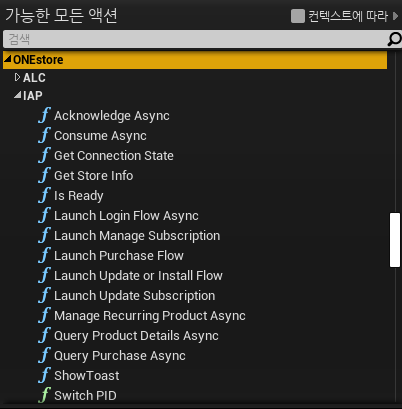 가능한 모든 액션
컨텍스트에 따라
검색
ONEstore
ALC
IAP
f Acknowledge Async
f Consume Async
f Get Connection State
f Get Store Info
f Is Ready
f Launch Login Flow Async
f Launch Manage Subscription
f Launch Purchase Flow
f Launch Update or Install Flow
f Launch Update Subscription
f Manage Recurring Product Async
f Query Product Details Async
f Query Purchase Async
f ShowToast
f Switch PID